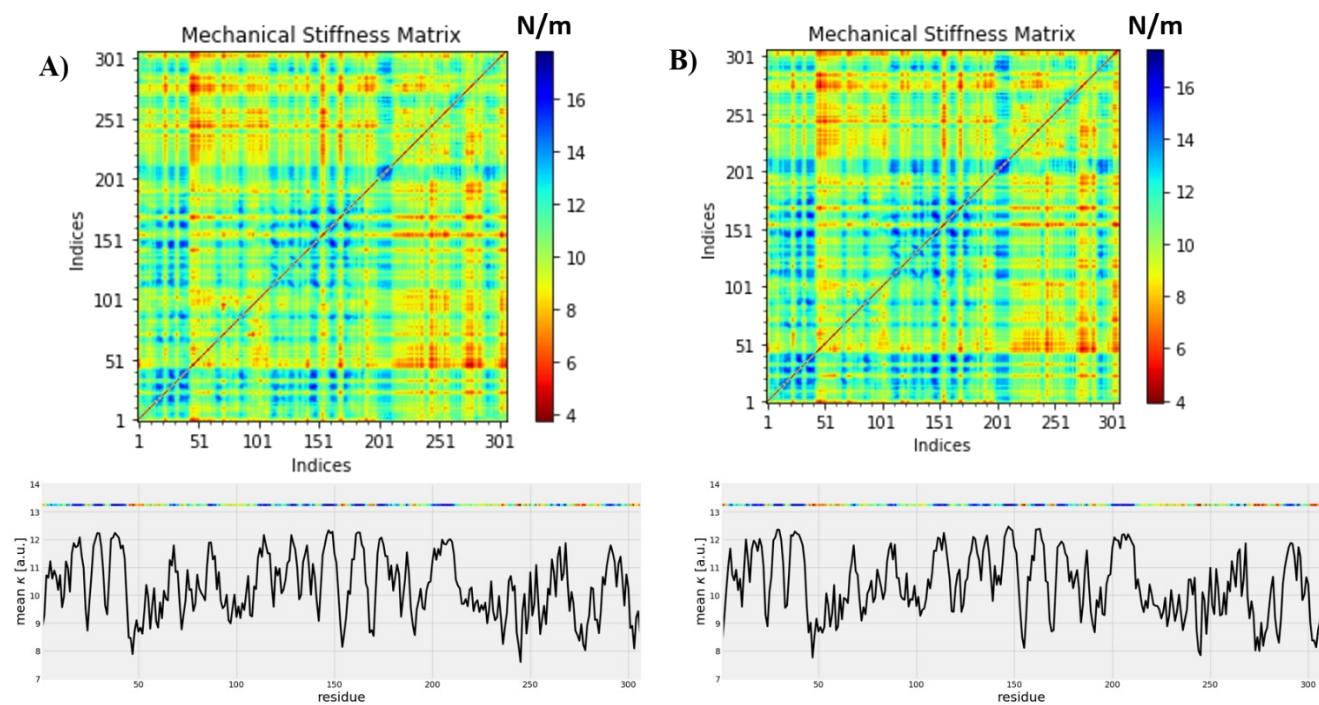 A)
Mechanical Stiffness Matrix
N/m
301
251
201
151
101
51
1
Indices
1 51 101 151 201 251 301
Indices
16
14
12
10
8
6
4
B)
Mechanical Stiffness Matrix
N/m
301
251
201
151
101
51
1
Indices
1 51 101 151 201 251 301
Indices
16
14
12
10
8
6
4
14
13
12
11
10
9
8
7
mean κ [a.u.]
50 100 150 200 250 300
residue
14
13
12
11
10
9
8
7
mean κ [a.u.]
50 100 150 200 250 300
residue